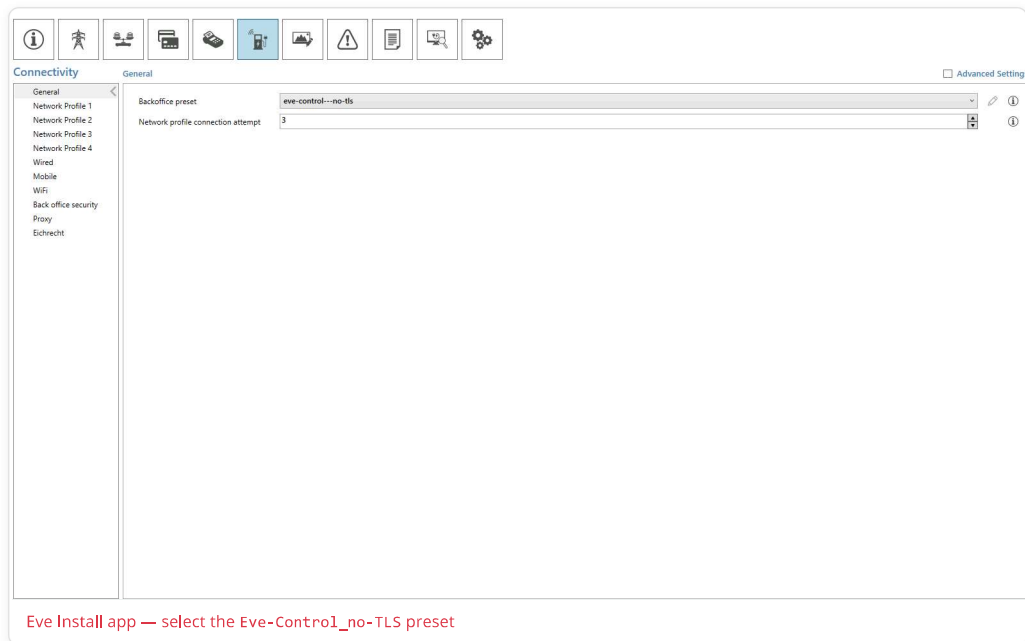 Connectivity
General
Advanced Setting
General
Network Profile 1
Network Profile 2
Network Profile 3
Network Profile 4
Wired
Mobile
WiFi
Back office security
Proxy
Eichrecht
Backoffice preset
eve-control---no-tls
Network profile connection attempt
3
Eve Install app — select the Eve-Control_no-TLS preset